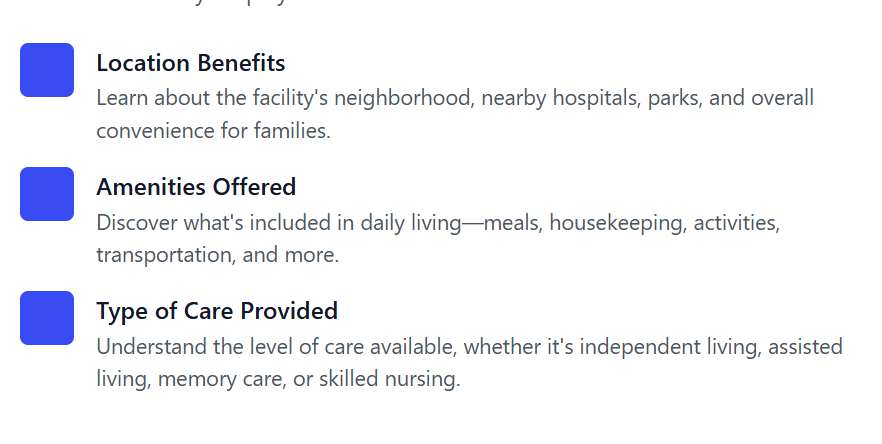 Location Benefits
Learn about the facility's neighborhood, nearby hospitals, parks, and overall
convenience for families.
Amenities Offered
Discover what's included in daily living—meals, housekeeping, activities,
transportation, and more.
Type of Care Provided
Understand the level of care available, whether it's independent living, assisted
living, memory care, or skilled nursing.